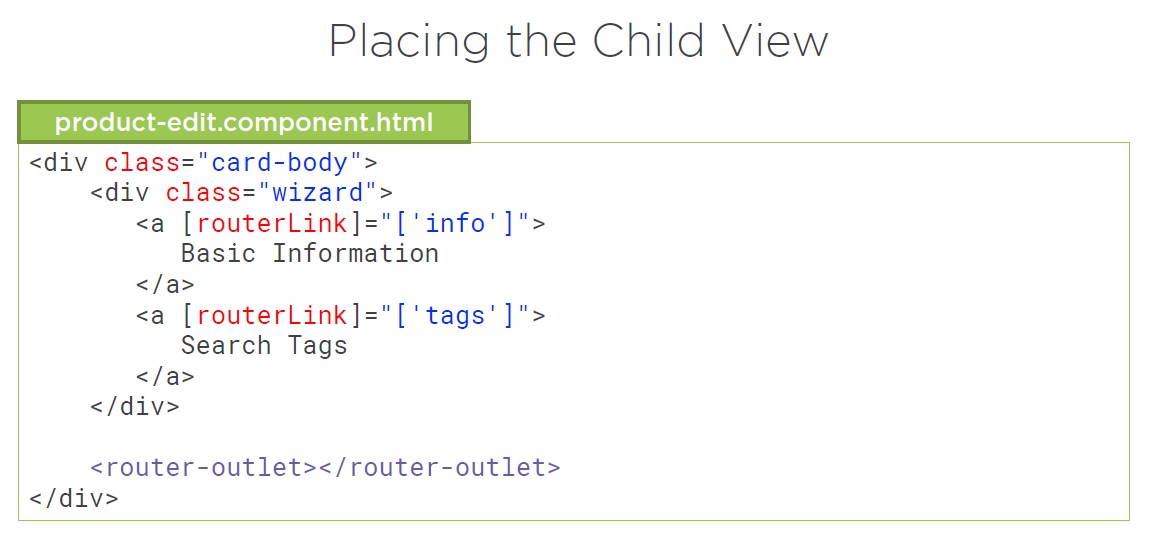 Placing the Child View
product-edit.component.html
<div class="card-body">
<div class="wizard">
<a [routerLink]="['info']">
Basic Information
</a>
<a [routerLink]="['tags']">
Search Tags
</a>
</div>
<router-outlet></router-outlet>
</div>